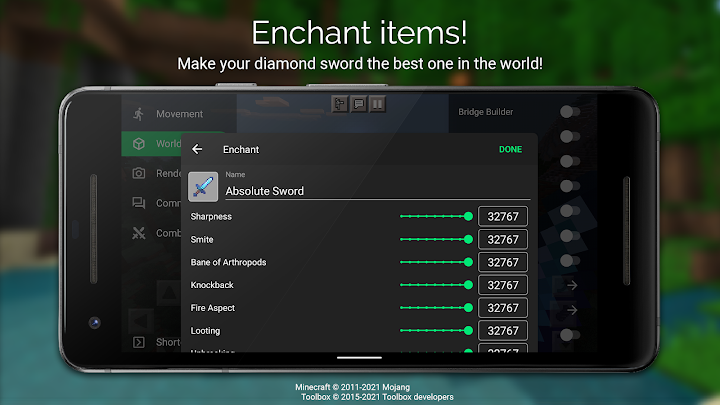 Enchant items!
Make your diamond sword the best one in the world!
Movement
Bridge Builder
World
Enchant
DONE
Name
Absolute Sword
Sharpness 32767
Smite 32767
Bane of Arthropods 32767
Knockback 32767
Fire Aspect 32767
Looting 32767
Minecraft © 2011-2021 Mojang
Toolbox © 2015-2021 Toolbox developers